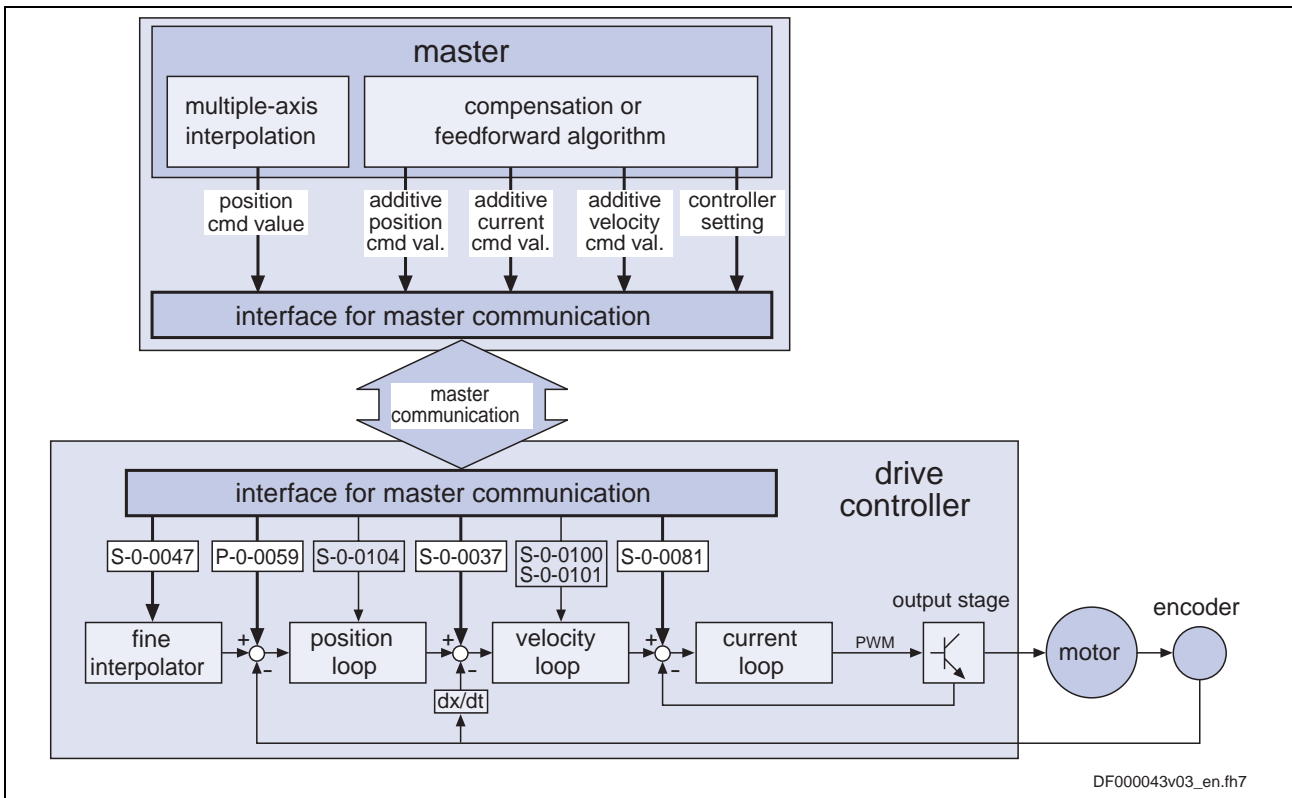 master
multiple-axis
interpolation
compensation or
feedforward algorithm
position
cmd value
additive
position
cmd val.
additive
current
cmd val.
additive
velocity
cmd val.
controller
setting
interface for master communication
master
communication
drive
controller
interface for master communication
S-0-0047
P-0-0059
S-0-0104
S-0-0037
S-0-0100
S-0-0101
S-0-0081
output stage
encoder
fine
interpolator
+
-
position
loop
+
-
velocity
loop
+
-
current
loop
PWM
motor
dx/dt
DF000043v03_en.fh7